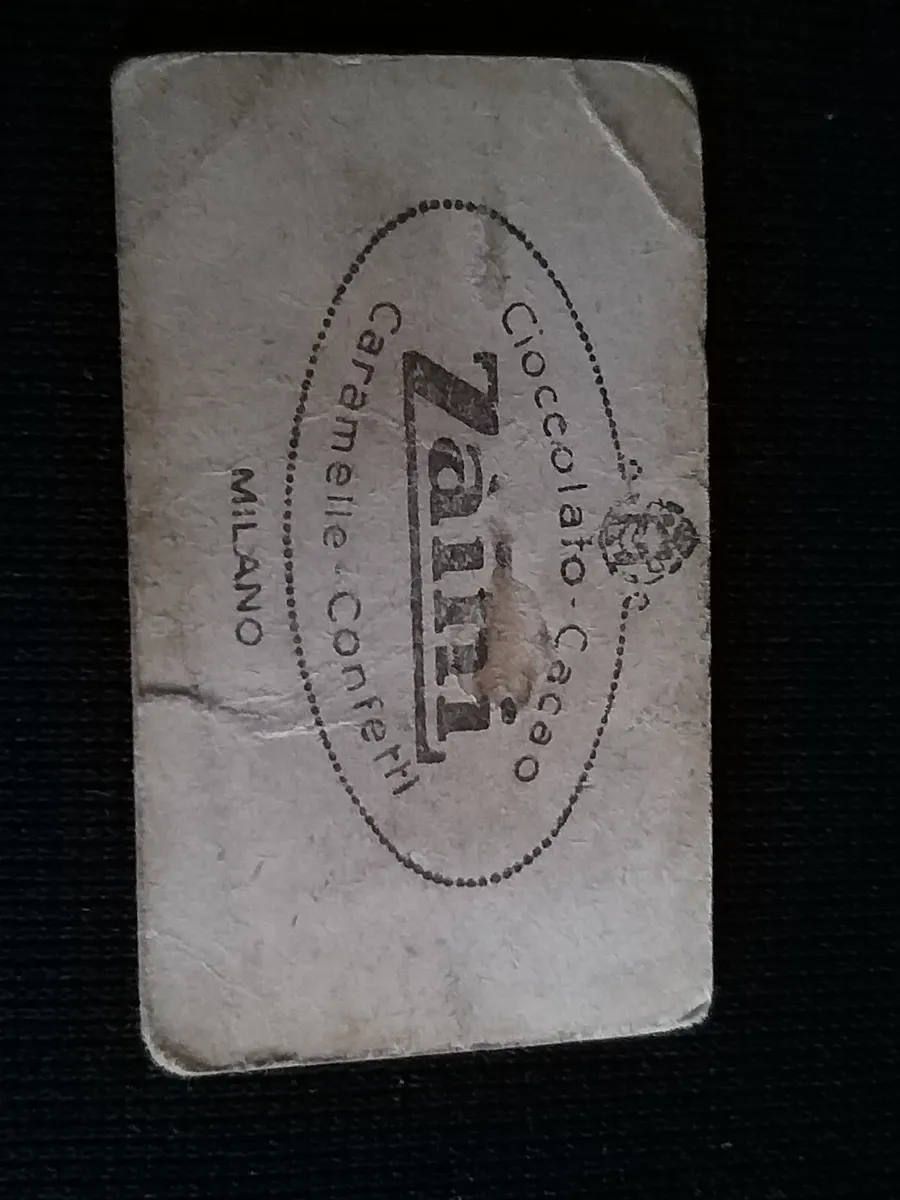 Cioccolato - Cacao
Zàini
Caramelle - Confetti
MILANO